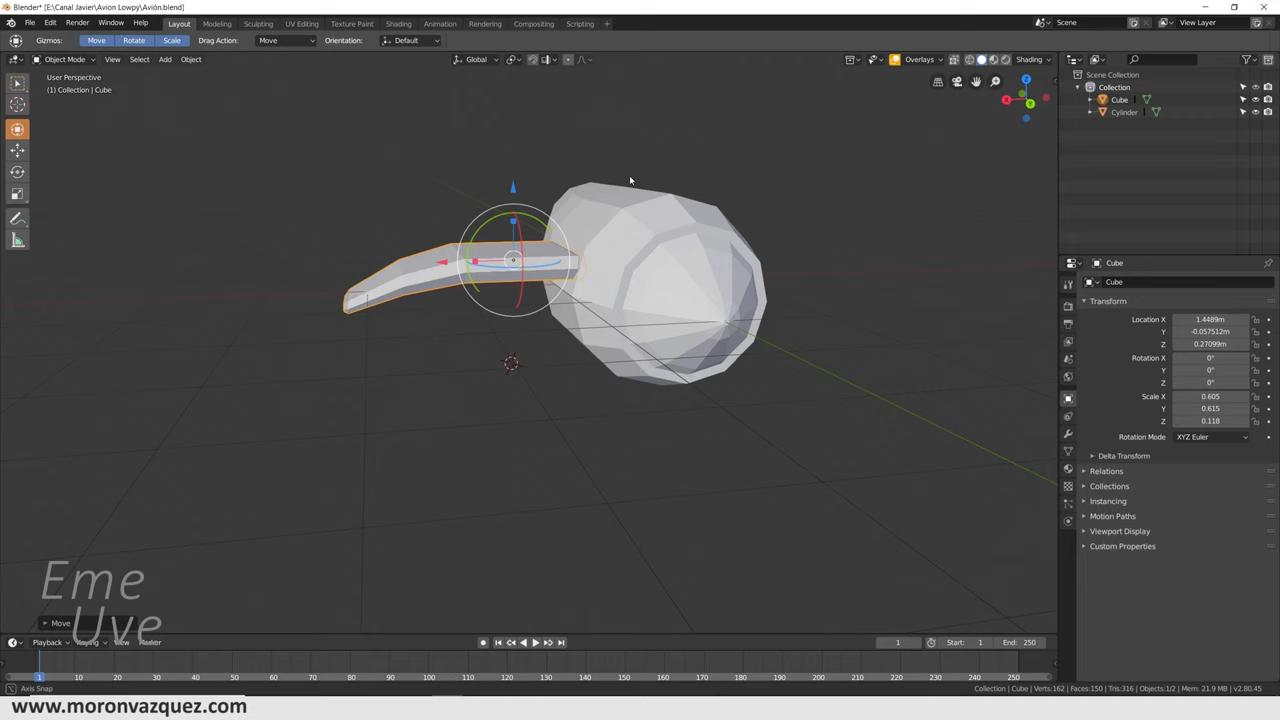 Blender* [E:\Canal Javier\Avion Lowpy\Avión.blend]
File Edit Render Window Help Layout Modeling Sculpting UV Editing Texture Paint Shading Animation Rendering Compositing Scripting + Scene View Layer
Gizmos: Move Rotate Scale Drag Action: Move Orientation: Default
Object Mode View Select Add Object Global Overlays Shading
User Perspective
(1) Collection | Cube
Z
X
Y
Scene Collection
Collection
Cube
Cylinder
Cube
Cube
Transform
Location X 1.4489m
Y -0.057512m
Z 0.27099m
Rotation X 0°
Y 0°
Z 0°
Scale X 0.605
Y 0.615
Z 0.118
Rotation Mode XYZ Euler
Delta Transform
Relations
Collections
Instancing
Motion Paths
Viewport Display
Custom Properties
Eme
Uve
Move
Playback Keying View Marker 1 Start: 1 End: 250
1 10 20 30 40 50 60 70 80 90 100 110 120 130 140 150 160 170 180 190 200 210 220 230 240 250
Axis Snap
Collection | Cube | Verts:162 | Faces:150 | Tris:316 | Objects:1/2 | Mem: 21.9 MB | v2.80.45
www.moronvazquez.com